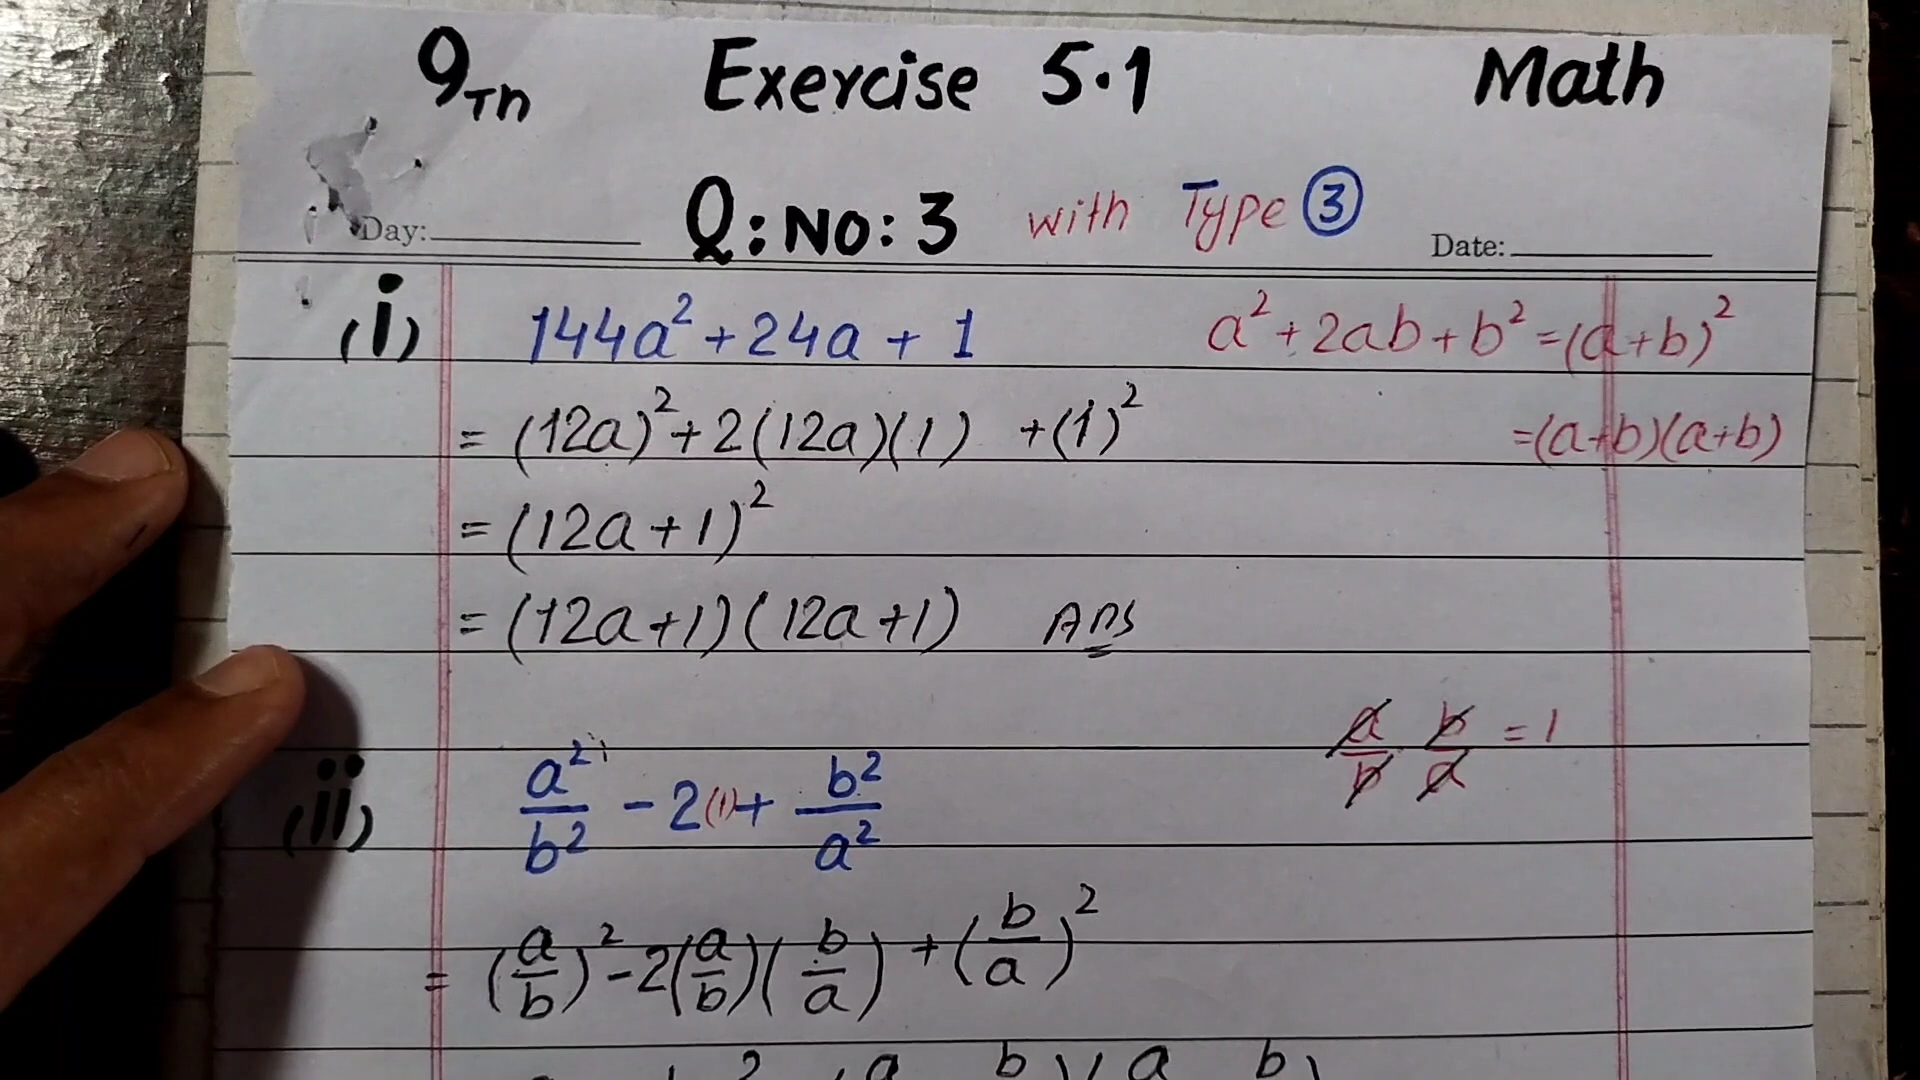 9Th Exercise 5.1 Math
Q: No: 3 with Type ③
Day: Date:
(i) 144a² + 24a + 1 a² + 2ab + b² = (a+b)²
= (12a)² + 2(12a)(1) + (1)² = (a+b)(a+b)
= (12a + 1)²
= (12a + 1)(12a + 1) Ans
(ii) a²/b² - 2(1) + b²/a² a/b b/a = 1
= (a/b)² - 2(a/b)(b/a) + (b/a)²